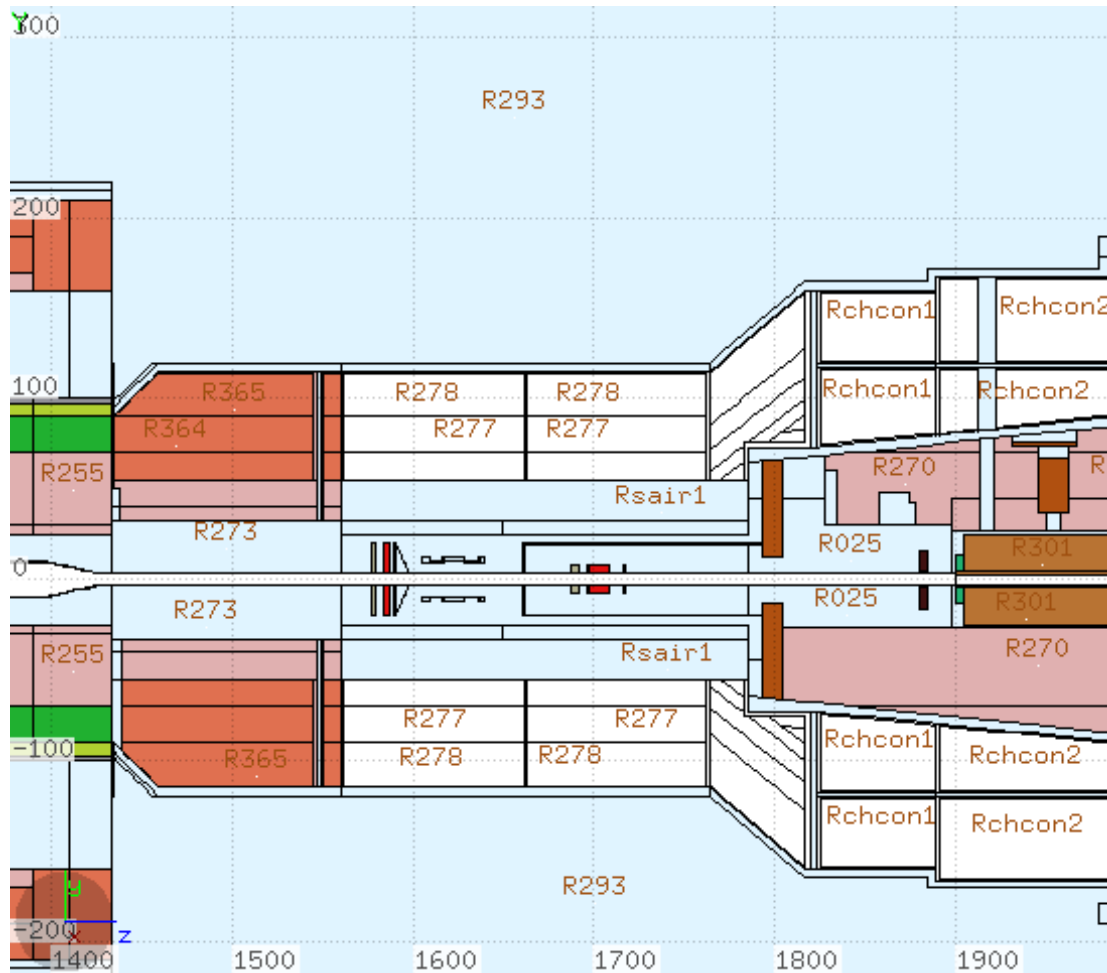 Y
300
R293
200
Rchcon1
Rchcon2
100
R365
R278
R278
Rchcon1
Rchcon2
R364
R277
R277
R255
R270
R
Rsair1
R273
R025
R301
0
R273
R025
R301
R255
Rsair1
R270
R277
R277
-100
R365
R278
R278
Rchcon1
Rchcon2
Rchcon1
Rchcon2
R293
y
-200
x
z
1400
1500
1600
1700
1800
1900